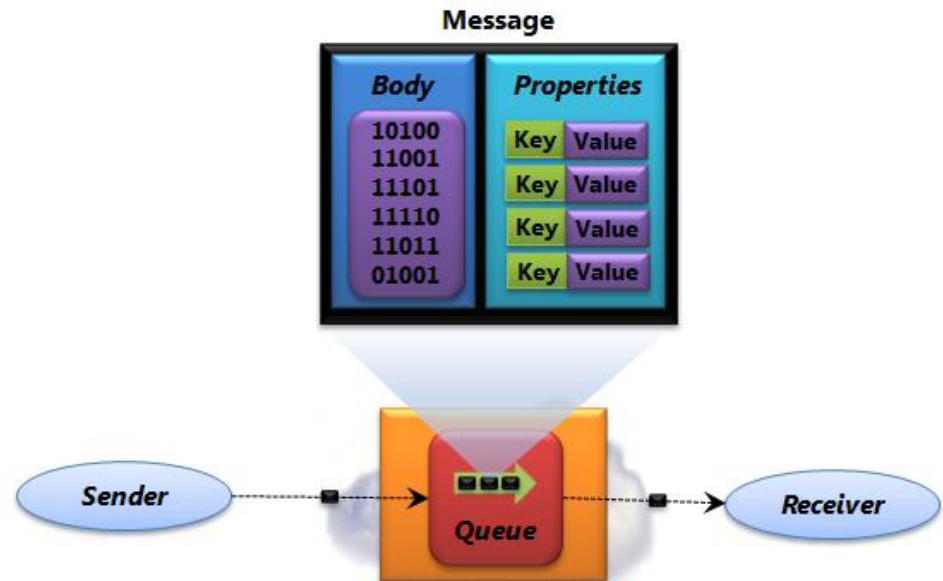 Message
Body
10100
11001
11101
11110
11011
01001
Properties
Key Value
Key Value
Key Value
Key Value
Sender
Queue
Receiver